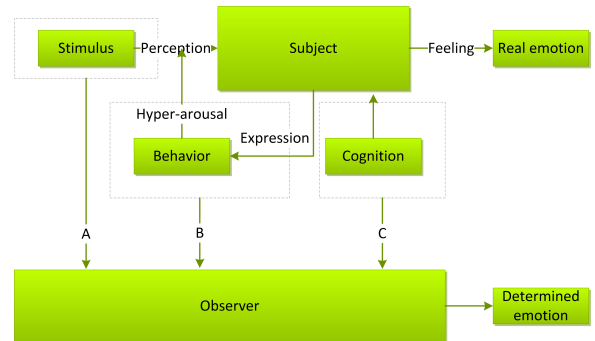 Stimulus
Perception
Subject
Feeling
Real emotion
Hyper-arousal
Expression
Behavior
Cognition
A
B
C
Observer
Determined
emotion